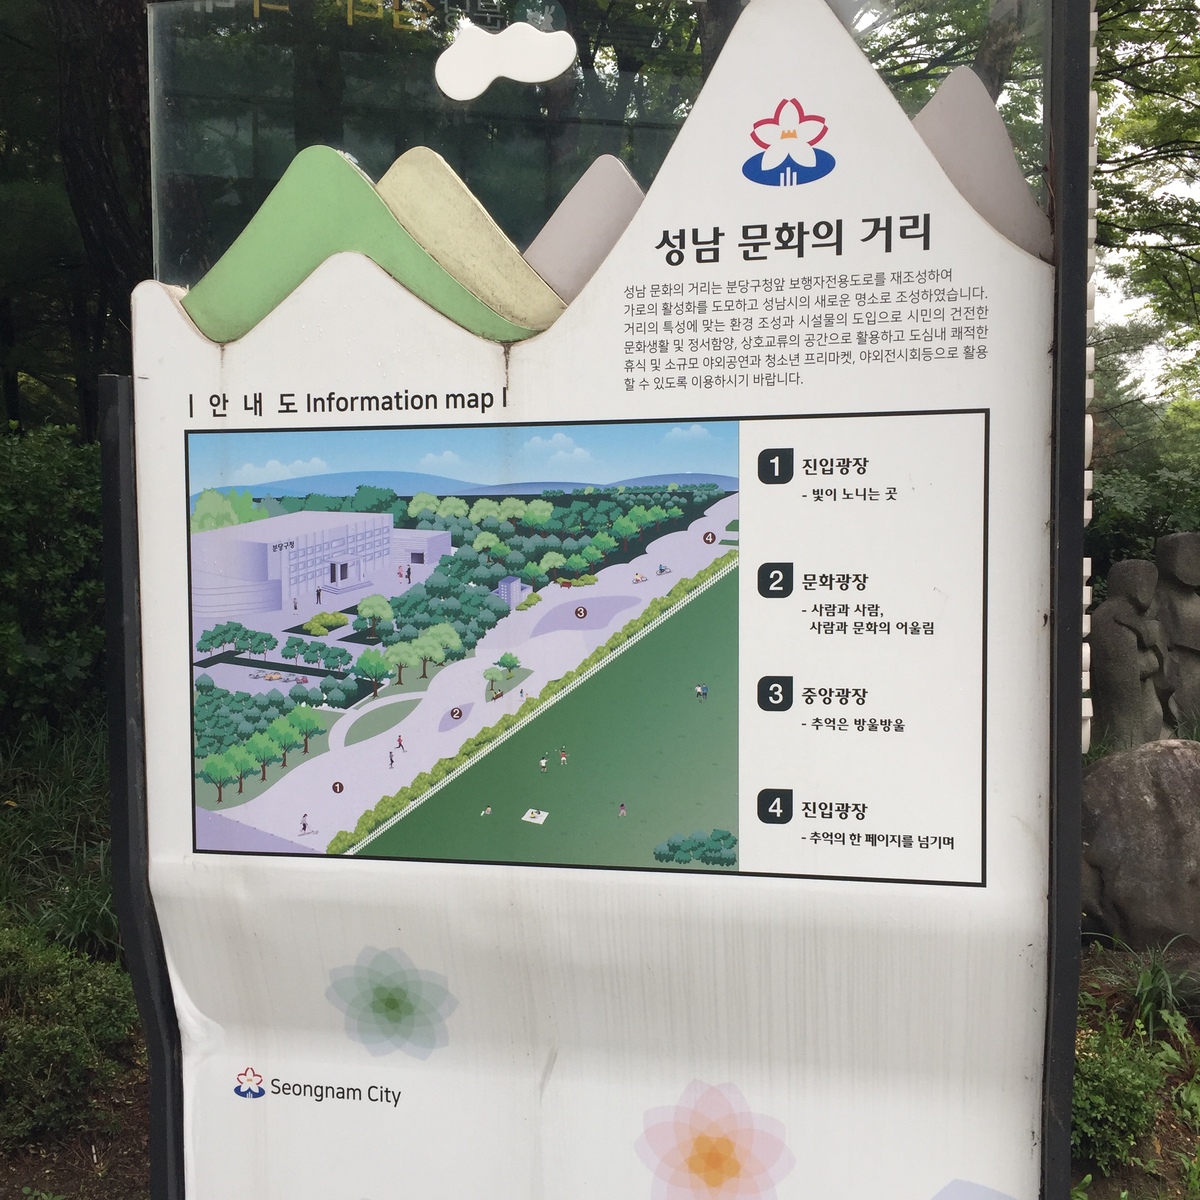 성남 문화의 거리
성남 문화의 거리는 분당구청앞 보행자전용도로를 재조성하여
가로의 활성화를 도모하고 성남시의 새로운 명소로 조성하였습니다.
거리의 특성에 맞는 환경 조성과 시설물의 도입으로 시민의 건전한
문화생활 및 정서함양, 상호교류의 공간으로 활용하고 도심내 쾌적한
휴식 및 소규모 야외공연과 청소년 프리마켓, 야외전시회등으로 활용
할 수 있도록 이용하시기 바랍니다.
| 안 내 도 Information map |
분당구청
1
2
3
4
1 진입광장
- 빛이 노니는 곳
2 문화광장
- 사람과 사람,
사람과 문화의 어울림
3 중앙광장
- 추억은 방울방울
4 진입광장
- 추억의 한 페이지를 넘기며
Seongnam City